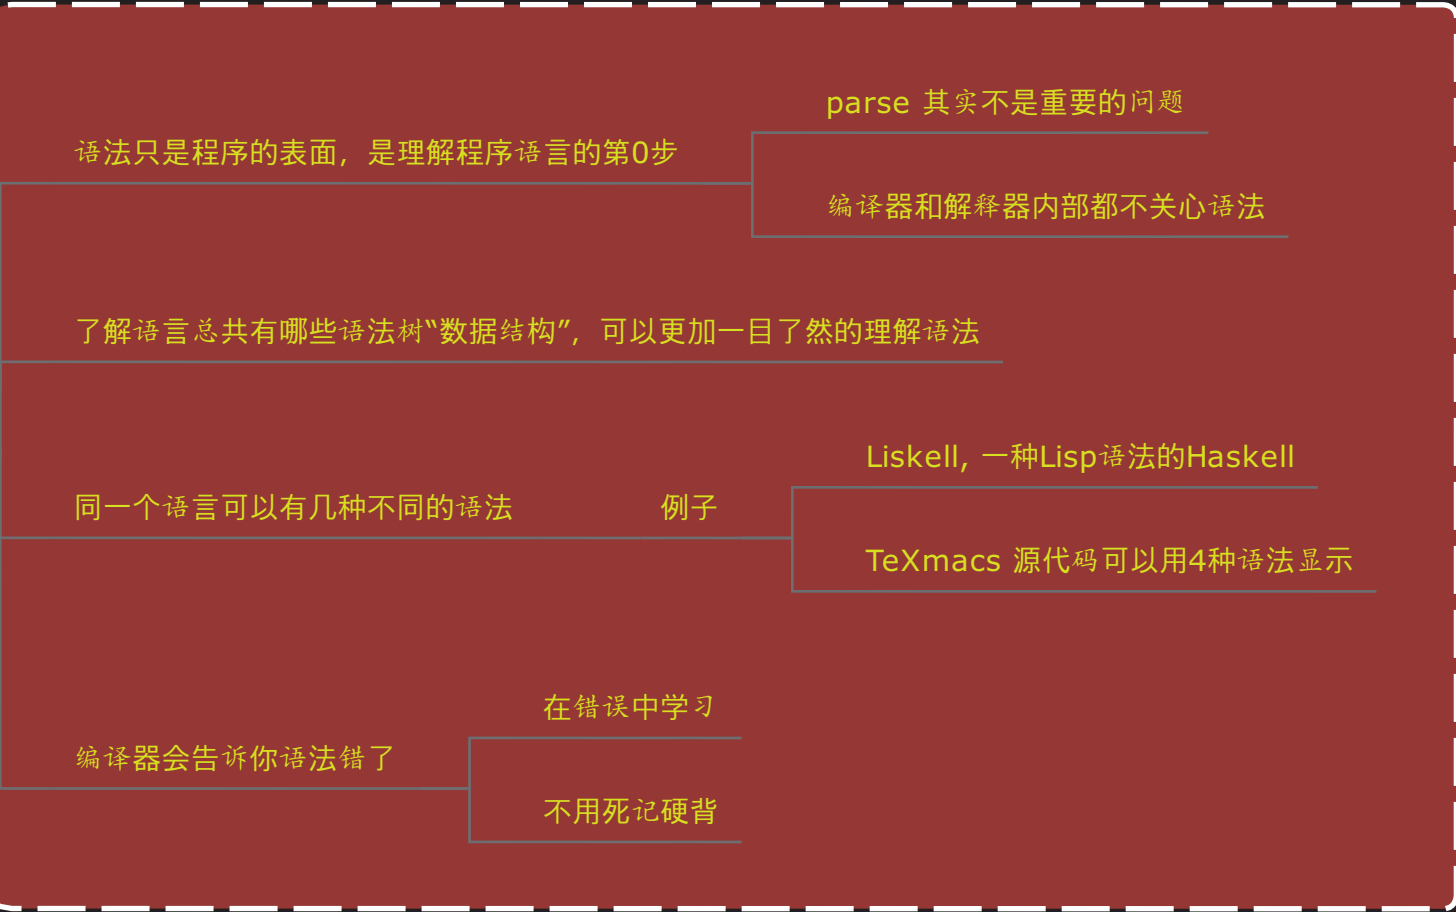 语法只是程序的表面，是理解程序语言的第0步
parse 其实不是重要的问题
编译器和解释器内部都不关心语法
了解语言总共有哪些语法树“数据结构”，可以更加一目了然的理解语法
同一个语言可以有几种不同的语法
例子
Liskell, 一种Lisp语法的Haskell
TeXmacs 源代码可以用4种语法显示
编译器会告诉你语法错了
在错误中学习
不用死记硬背